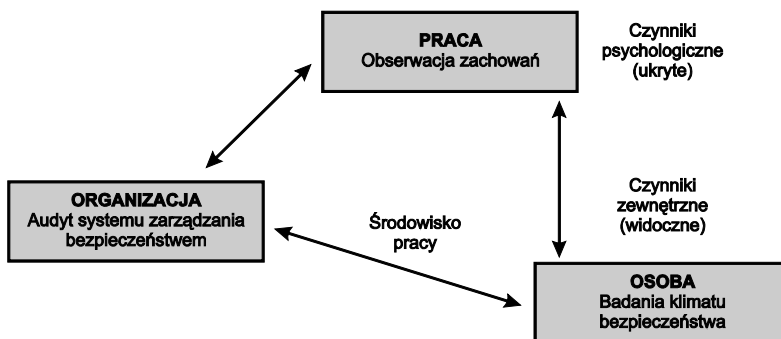 PRACA
Obserwacja zachowań
Czynniki
psychologiczne
(ukryte)
ORGANIZACJA
Audyt systemu zarządzania
bezpieczeństwem
Środowisko
pracy
Czynniki
zewnętrzne
(widoczne)
OSOBA
Badania klimatu
bezpieczeństwa